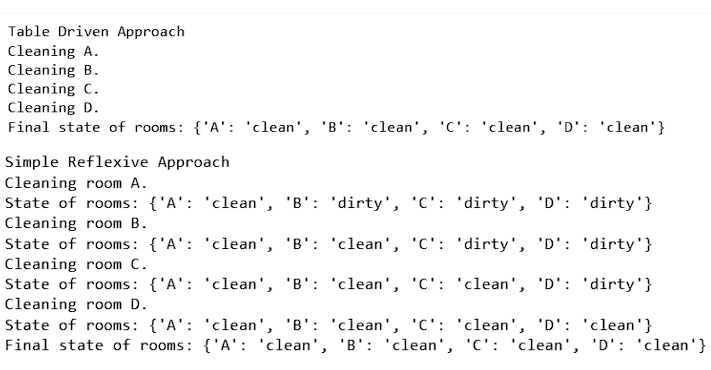 Table Driven Approach
Cleaning A.
Cleaning B.
Cleaning C.
Cleaning D.
Final state of rooms: {'A': 'clean', 'B': 'clean', 'C': 'clean', 'D': 'clean'}
Simple Reflexive Approach
Cleaning room A.
State of rooms: {'A': 'clean', 'B': 'dirty', 'C': 'dirty', 'D': 'dirty'}
Cleaning room B.
State of rooms: {'A': 'clean', 'B': 'clean', 'C': 'dirty', 'D': 'dirty'}
Cleaning room C.
State of rooms: {'A': 'clean', 'B': 'clean', 'C': 'clean', 'D': 'dirty'}
Cleaning room D.
State of rooms: {'A': 'clean', 'B': 'clean', 'C': 'clean', 'D': 'clean'}
Final state of rooms: {'A': 'clean', 'B': 'clean', 'C': 'clean', 'D': 'clean'}